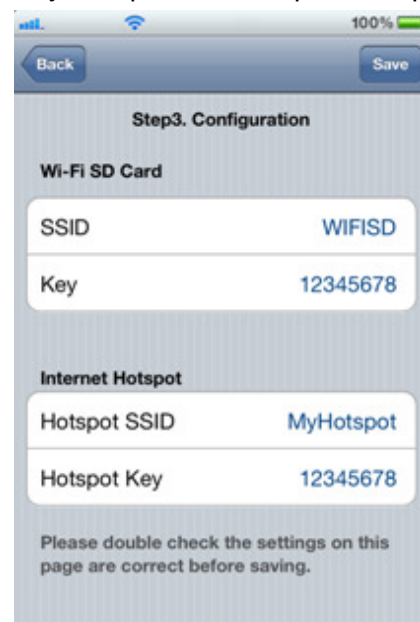 100%
Back
Save
Step3. Configuration
Wi-Fi SD Card
SSID WIFISD
Key 12345678
Internet Hotspot
Hotspot SSID MyHotspot
Hotspot Key 12345678
Please double check the settings on this
page are correct before saving.